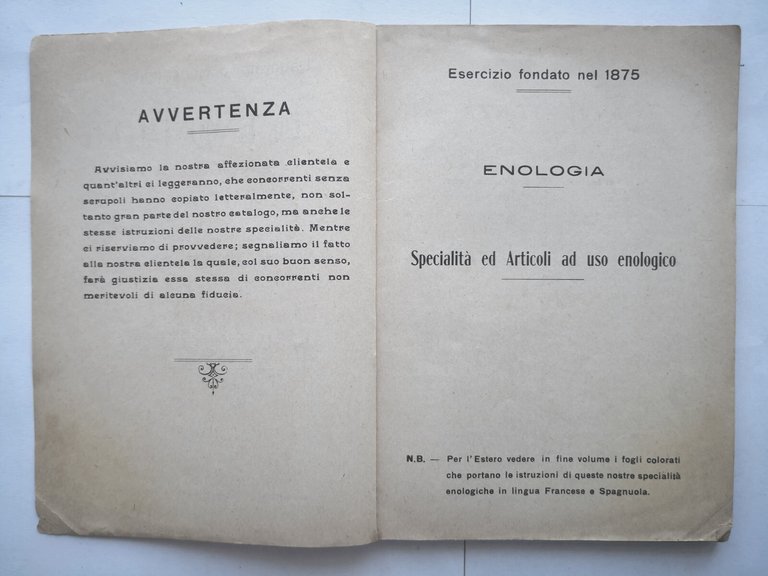 AVVERTENZA
Avvisiamo la nostra affezionata clientela e
quant'altri ci leggeranno, che concorrenti senza
scrupoli hanno copiato letteralmente, non sol-
tanto gran parte del nostro catalogo, ma anche le
stesse istruzioni delle nostre specialità. Mentre
ci riserviamo di provvedere; segnaliamo il fatto
alla nostra clientela la quale, col suo buon senso,
farà giustizia essa stessa di concorrenti non
meritevoli di alcuna fiducia.
Esercizio fondato nel 1875
ENOLOGIA
Specialità ed Articoli ad uso enologico
N.B. — Per l'Estero vedere in fine volume i fogli colorati
che portano le istruzioni di queste nostre specialità
enologiche in lingua Francese e Spagnuola.